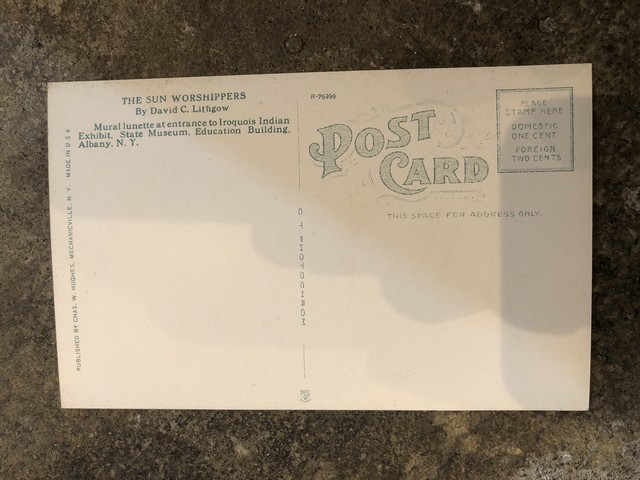 THE SUN WORSHIPPERS
By David C. Lithgow
Mural lunette at entrance to Iroquois Indian
Exhibit, State Museum, Education Building,
Albany, N. Y.
PUBLISHED BY CHAS. W. HUGHES, MECHANICVILLE, N. Y. MADE IN U S A
C. T. PHOTOCHROM
POST
CARD
PLACE
STAMP HERE
DOMESTIC
ONE CENT
FOREIGN
TWO CENTS
THIS SPACE FOR ADDRESS ONLY.